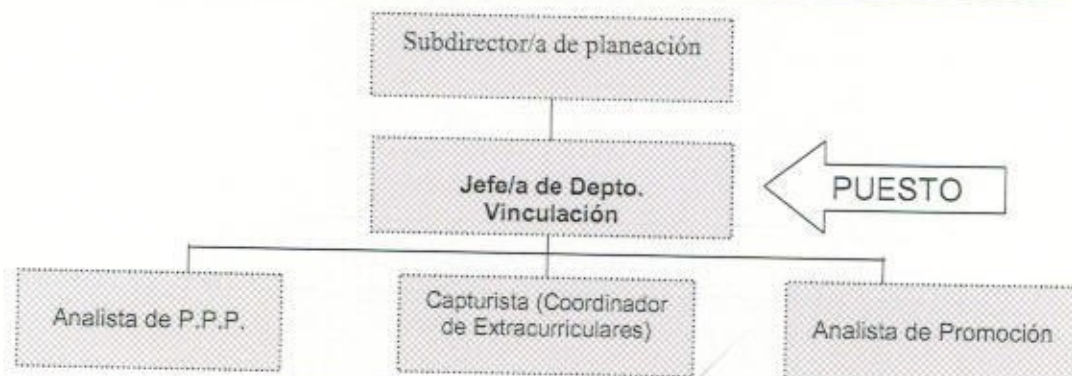 Subdirector/a de planeación
Jefe/a de Depto.
Vinculación
PUESTO
Analista de P.P.P.
Capturista (Coordinador
de Extracurriculares)
Analista de Promoción